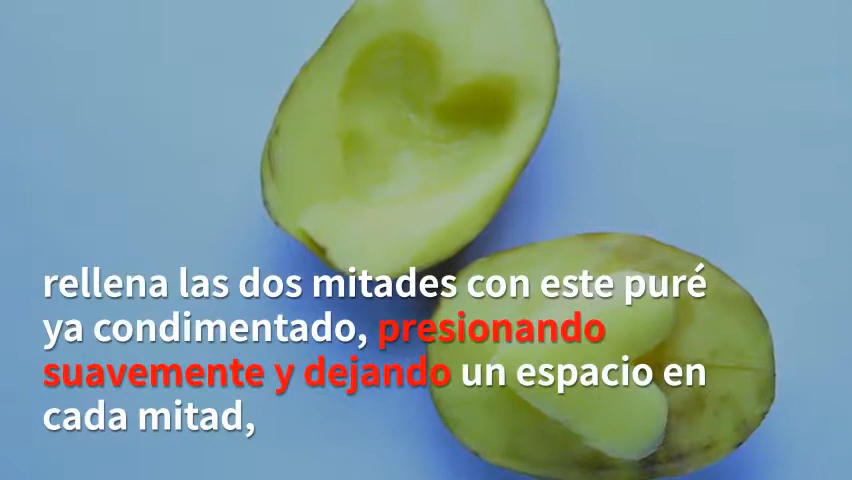 rellena las dos mitades con este puré
ya condimentado, presionando
suavemente y dejando un espacio en
cada mitad,